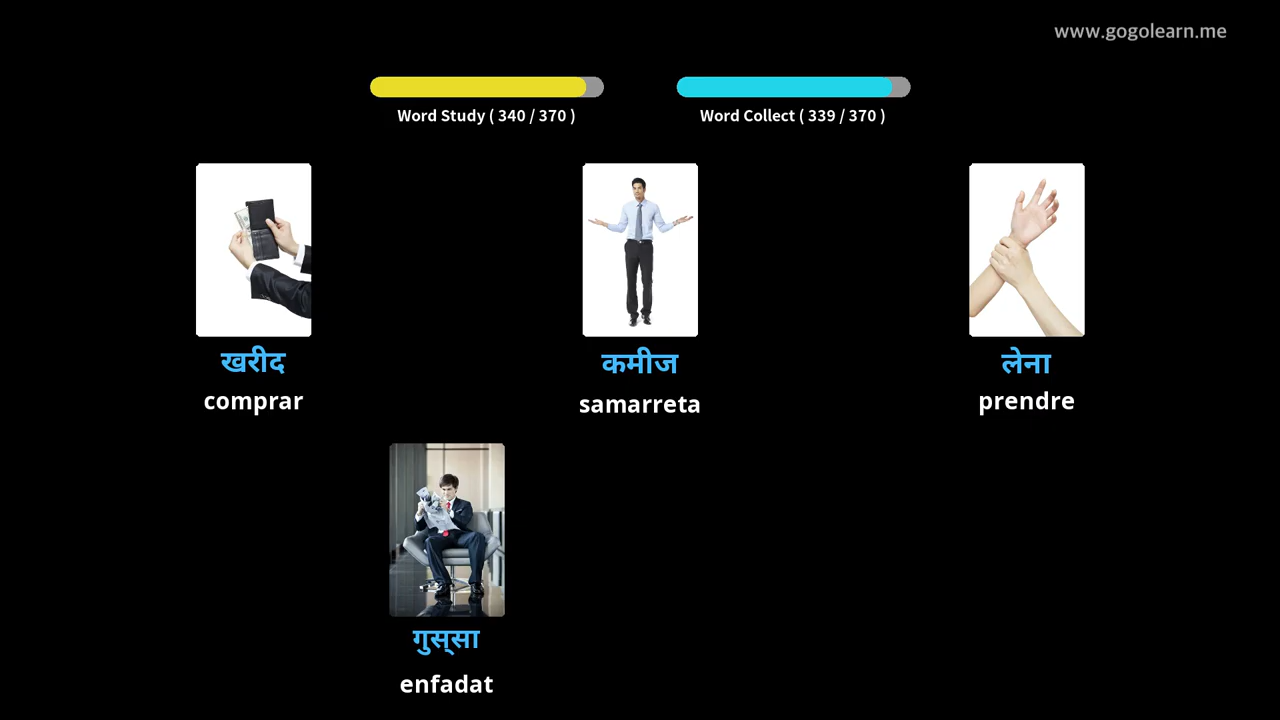 www.gogolearn.me
Word Study ( 340 / 370 )
Word Collect ( 339 / 370 )
खरीद
comprar
कमीज
samarreta
लेना
prendre
गुस्‌सा
enfadat